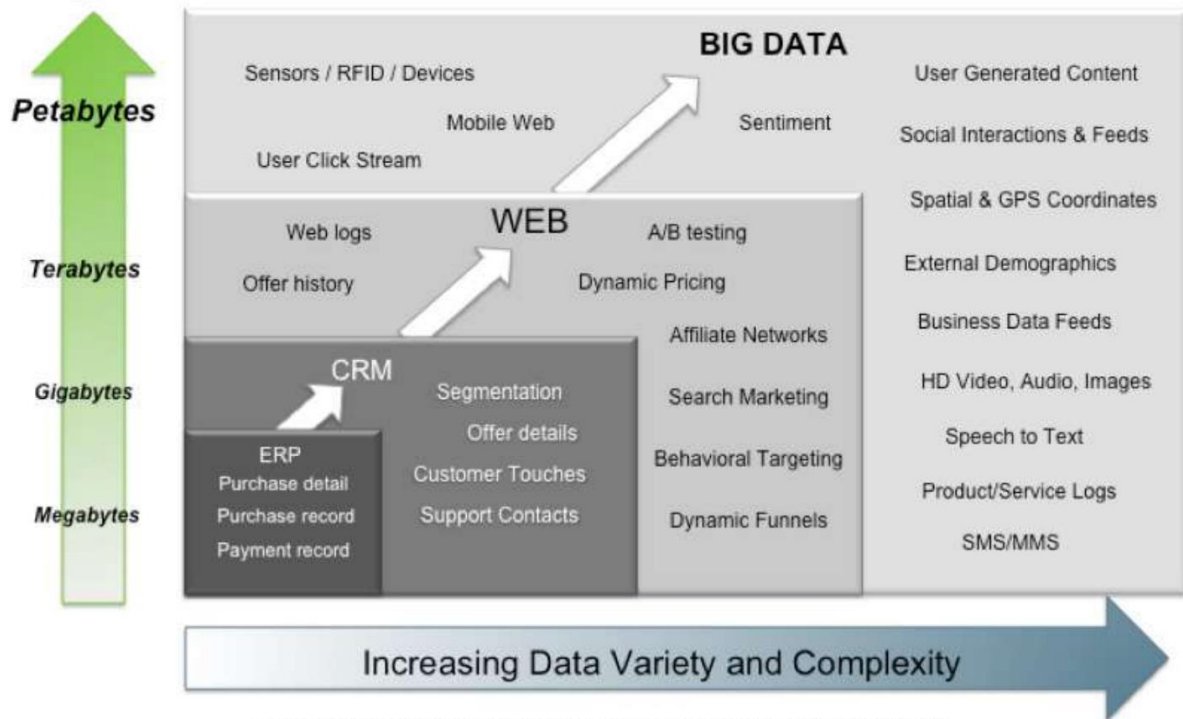 BIG DATA
Sensors / RFID / Devices
User Generated Content
Petabytes
Mobile Web
Sentiment
Social Interactions & Feeds
User Click Stream
Spatial & GPS Coordinates
WEB
Web logs
A/B testing
Terabytes
External Demographics
Offer history
Dynamic Pricing
Business Data Feeds
Affiliate Networks
CRM
Gigabytes
Segmentation
Search Marketing
HD Video, Audio, Images
Offer details
Speech to Text
ERP
Customer Touches
Behavioral Targeting
Purchase detail
Product/Service Logs
Megabytes
Purchase record
Support Contacts
Dynamic Funnels
SMS/MMS
Payment record
Increasing Data Variety and Complexity